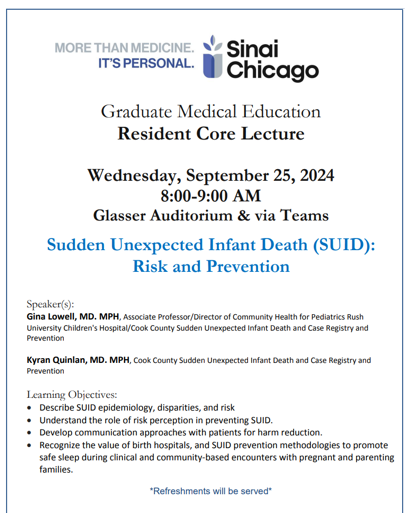 MORE THAN MEDICINE.
IT'S PERSONAL.
Sinai
Chicago
Graduate Medical Education
Resident Core Lecture
Wednesday, September 25, 2024
8:00-9:00 AM
Glasser Auditorium & via Teams
Sudden Unexpected Infant Death (SUID):
Risk and Prevention
Speaker(s):
Gina Lowell, MD. MPH, Associate Professor/Director of Community Health for Pediatrics Rush
University Children's Hospital/Cook County Sudden Unexpected Infant Death and Case Registry and
Prevention
Kyran Quinlan, MD. MPH, Cook County Sudden Unexpected Infant Death and Case Registry and
Prevention
Learning Objectives:
• Describe SUID epidemiology, disparities, and risk
• Understand the role of risk perception in preventing SUID.
• Develop communication approaches with patients for harm reduction.
• Recognize the value of birth hospitals, and SUID prevention methodologies to promote
safe sleep during clinical and community-based encounters with pregnant and parenting
families.
*Refreshments will be served*